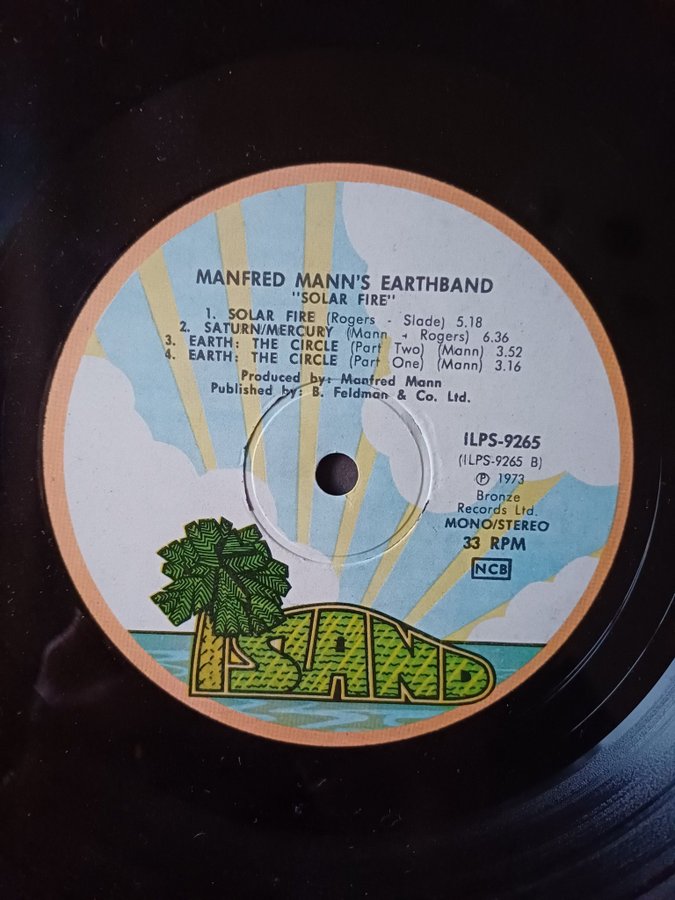 MANFRED MANN'S EARTHBAND
"SOLAR FIRE"
1. SOLAR FIRE (Rogers - Slade) 5.18
2. SATURN/MERCURY (Mann - Rogers) 6.36
3. EARTH: THE CIRCLE (Part Two) (Mann) 3.52
4. EARTH: THE CIRCLE (Part One) (Mann) 3.16
Produced by: Manfred Mann
Published by: B. Feldman & Co. Ltd.
ILPS-9265
(ILPS-9265 B)
℗ 1973
Bronze
Records Ltd.
MONO/STEREO
33 RPM
NCB
ISLAND